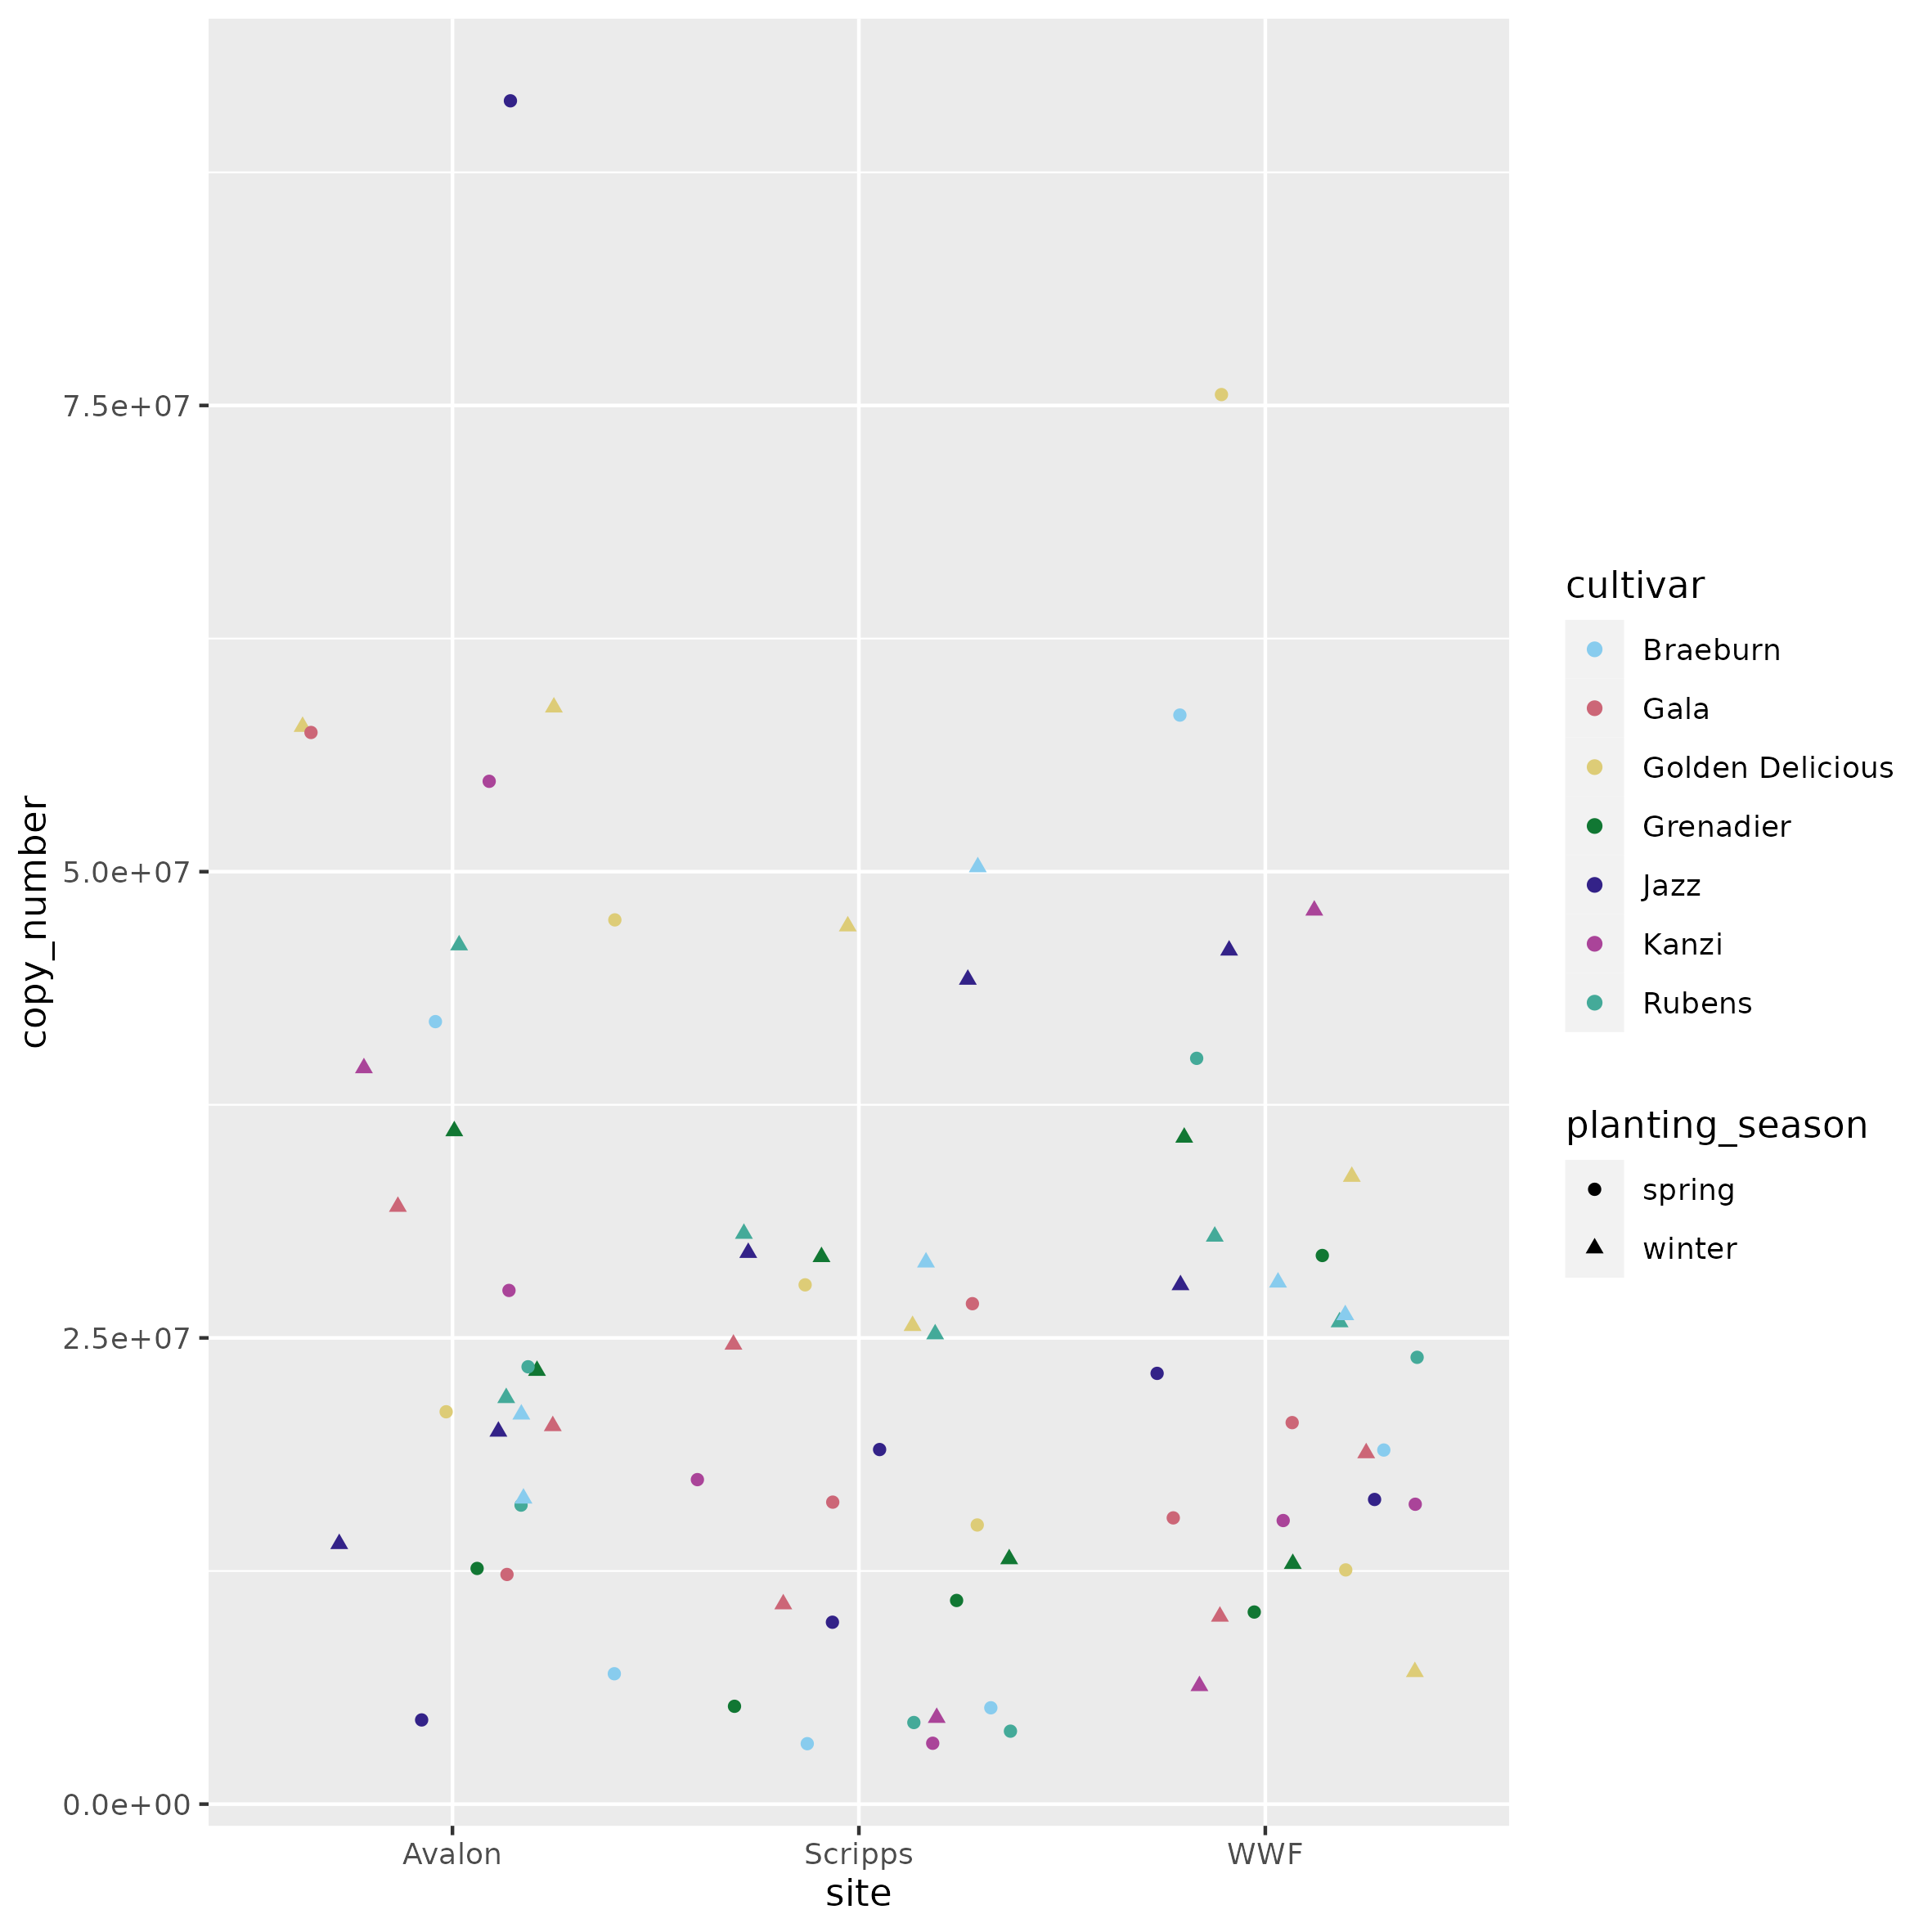 copy_number
7.5e+07
5.0e+07
2.5e+07
0.0e+00
Avalon
Scripps
WWF
site
cultivar
Braeburn
Gala
Golden Delicious
Grenadier
Jazz
Kanzi
Rubens
planting_season
spring
winter